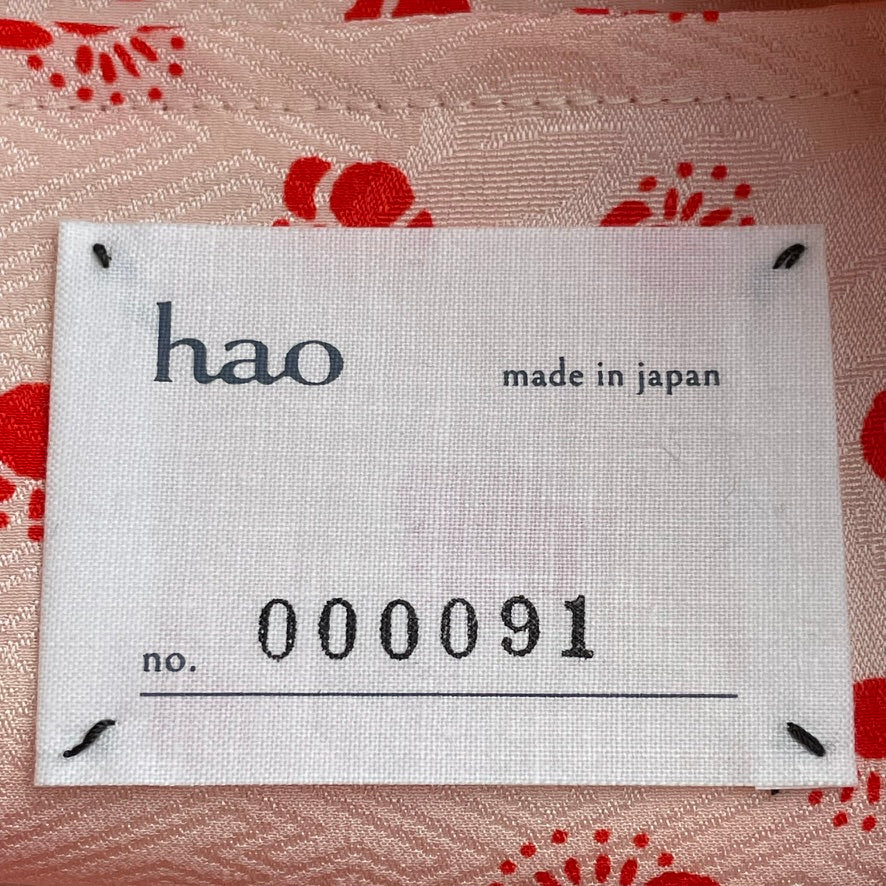 hao
made in japan
no. 000091